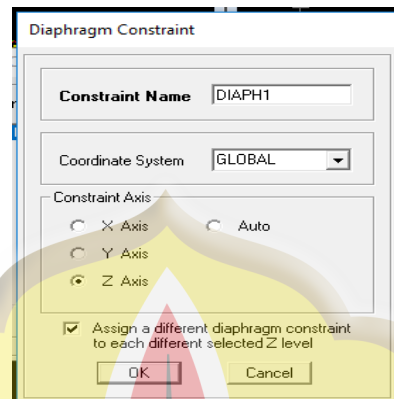 Diaphragm Constraint
Constraint Name DIAPH1
Coordinate System GLOBAL
Constraint Axis
X Axis Auto
Y Axis
Z Axis
Assign a different diaphragm constraint
to each different selected Z level
OK Cancel